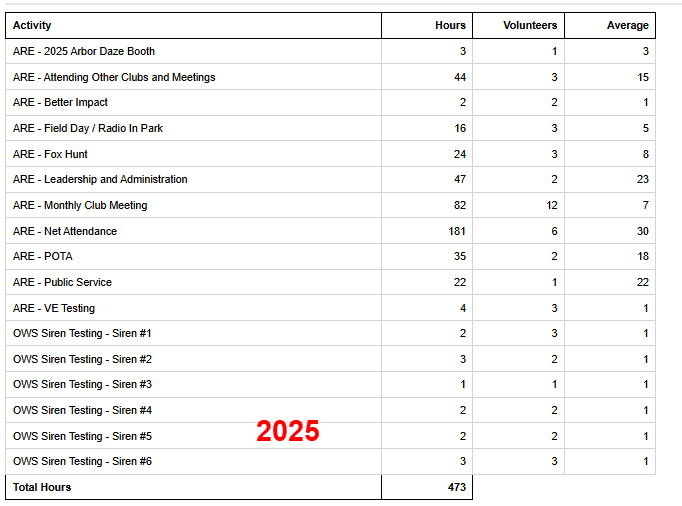 Activity Hours Volunteers Average
ARE - 2025 Arbor Daze Booth 3 1 3
ARE - Attending Other Clubs and Meetings 44 3 15
ARE - Better Impact 2 2 1
ARE - Field Day / Radio In Park 16 3 5
ARE - Fox Hunt 24 3 8
ARE - Leadership and Administration 47 2 23
ARE - Monthly Club Meeting 82 12 7
ARE - Net Attendance 181 6 30
ARE - POTA 35 2 18
ARE - Public Service 22 1 22
ARE - VE Testing 4 3 1
OWS Siren Testing - Siren #1 2 3 1
OWS Siren Testing - Siren #2 3 2 1
OWS Siren Testing - Siren #3 1 1 1
OWS Siren Testing - Siren #4 2 2 1
2025
OWS Siren Testing - Siren #5 2 2 1
OWS Siren Testing - Siren #6 3 3 1
Total Hours 473